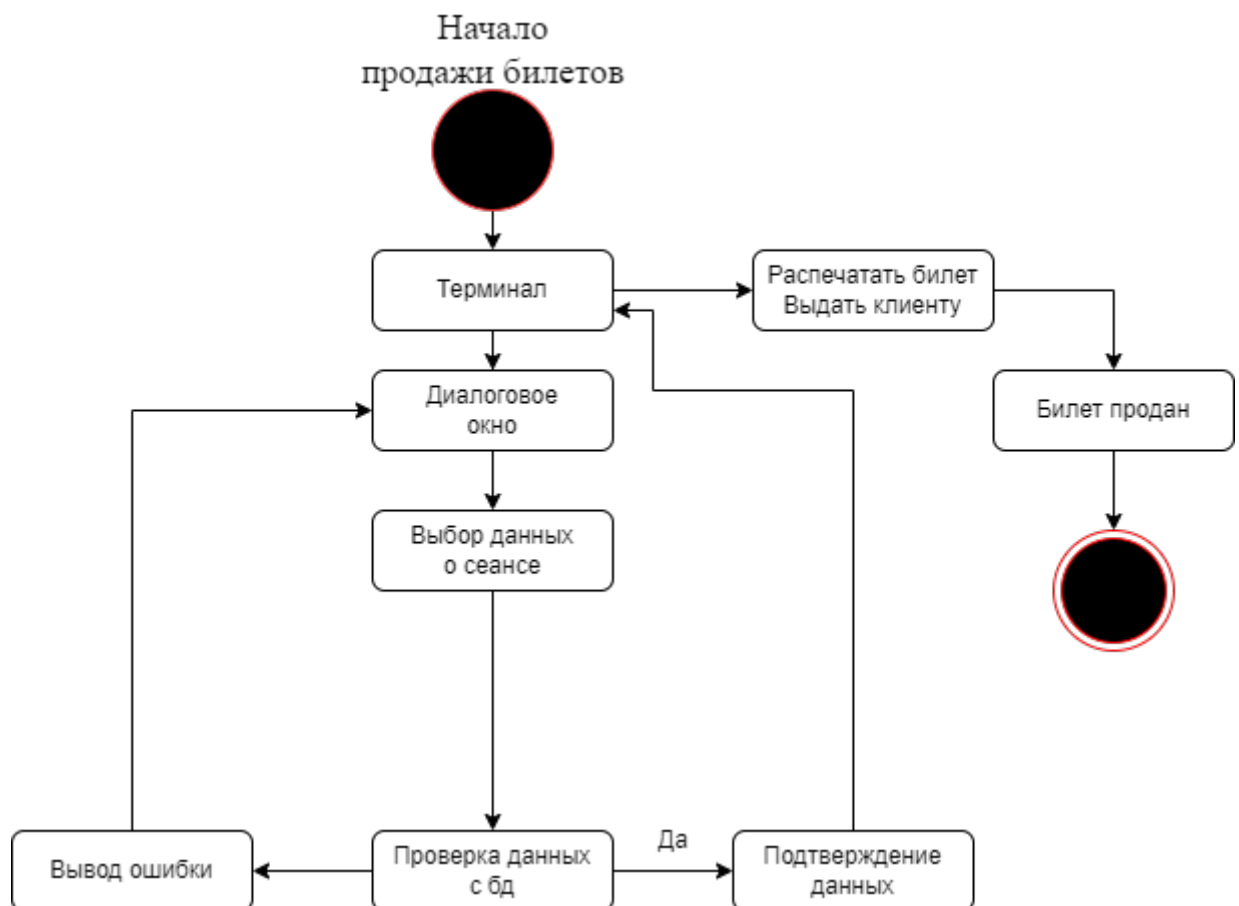 Начало
продажи билетов
Терминал
Распечатать билет
Выдать клиенту
Диалоговое
окно
Билет продан
Выбор данных
о сеансе
Вывод ошибки
Проверка данных
с бд
Да
Подтверждение
данных